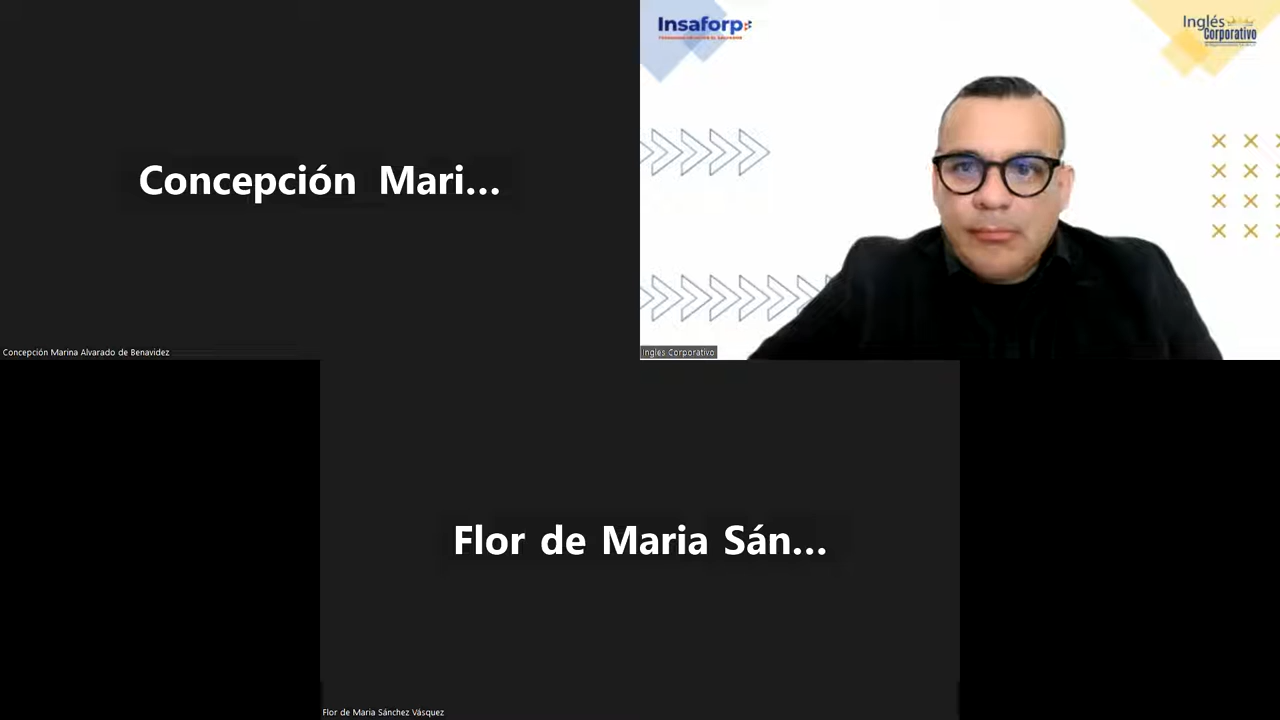 Concepción Mari...
Concepción Marina Alvarado de Benavidez
Insaforp
Inglés
Corporativo
Ingles Corporativo
Flor de Maria Sán...
Flor de Maria Sánchez Vásquez